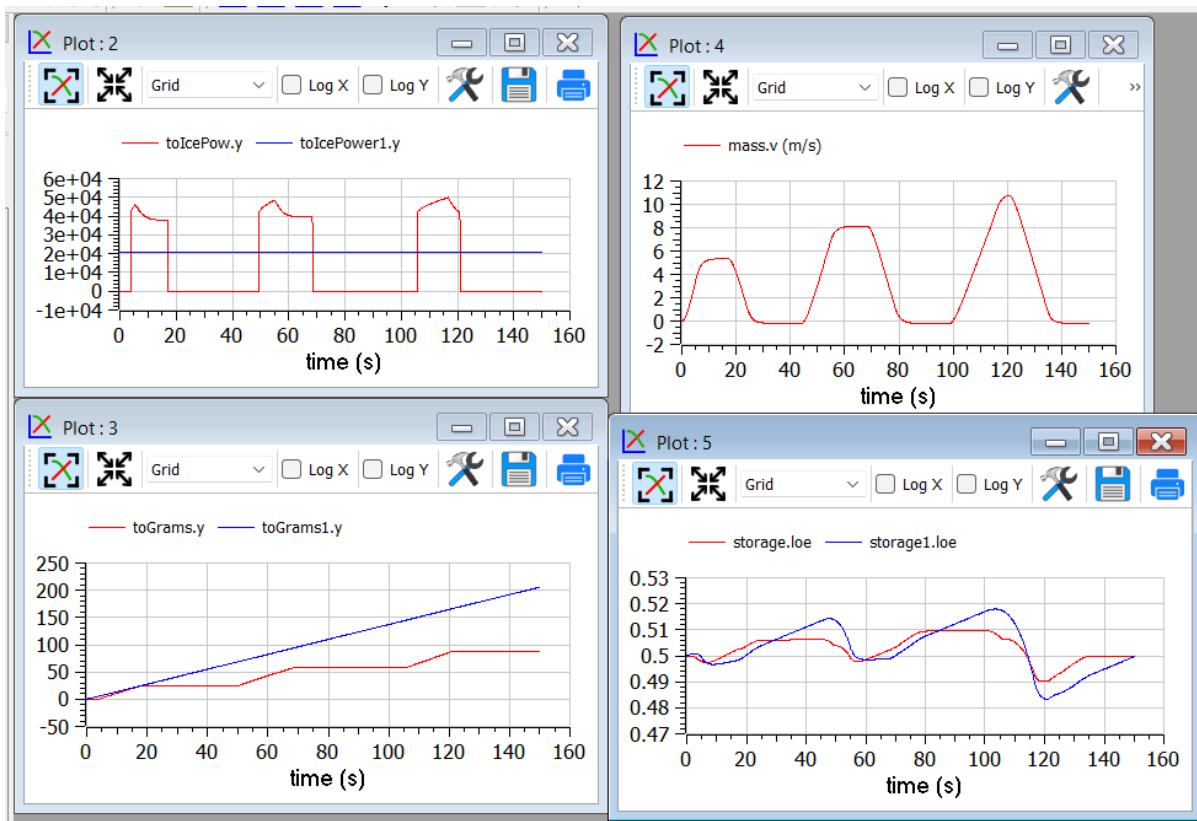 Plot : 2
Grid Log X Log Y
toIcePow.y toIcePower1.y
6e+04
5e+04
4e+04
3e+04
2e+04
1e+04
0
-1e+04
0 20 40 60 80 100 120 140 160
time (s)
Plot : 4
Grid Log X Log Y »
mass.v (m/s)
12
10
8
6
4
2
0
-2
0 20 40 60 80 100 120 140 160
time (s)
Plot : 3
Grid Log X Log Y
toGrams.y toGrams1.y
250
200
150
100
50
0
-50
0 20 40 60 80 100 120 140 160
time (s)
Plot : 5
Grid Log X Log Y
storage.loe storage1.loe
0.53
0.52
0.51
0.5
0.49
0.48
0.47
0 20 40 60 80 100 120 140 160
time (s)